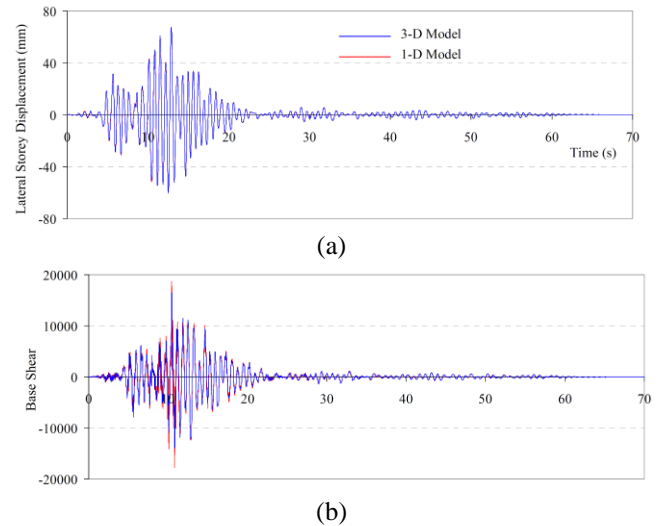 Lateral Storey Displacement (mm)
80
40
0
-40
-80
0 10 20 30 40 50 60 70
3-D Model
1-D Model
Time (s)
(a)
Base Shear
20000
10000
0
-10000
-20000
0 10 20 30 40 50 60 70
(b)